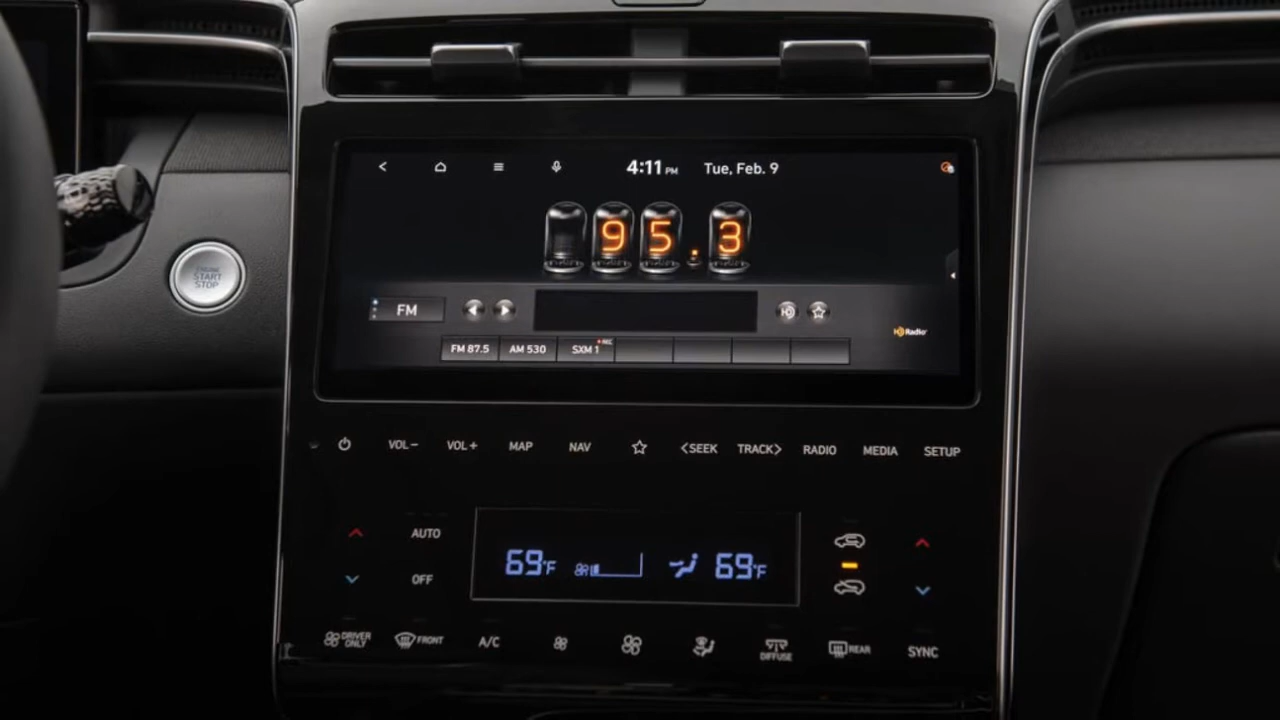 4:11 PM Tue, Feb. 9
95.3
ENGINE
START
STOP
FM
HD
HD Radio
FM 87.5 AM 530 SXM 1 REC
VOL− VOL+ MAP NAV <SEEK TRACK> RADIO MEDIA SETUP
AUTO
69°F 69°F
OFF
DRIVER
ONLY
FRONT A/C
DIFFUSE
REAR SYNC